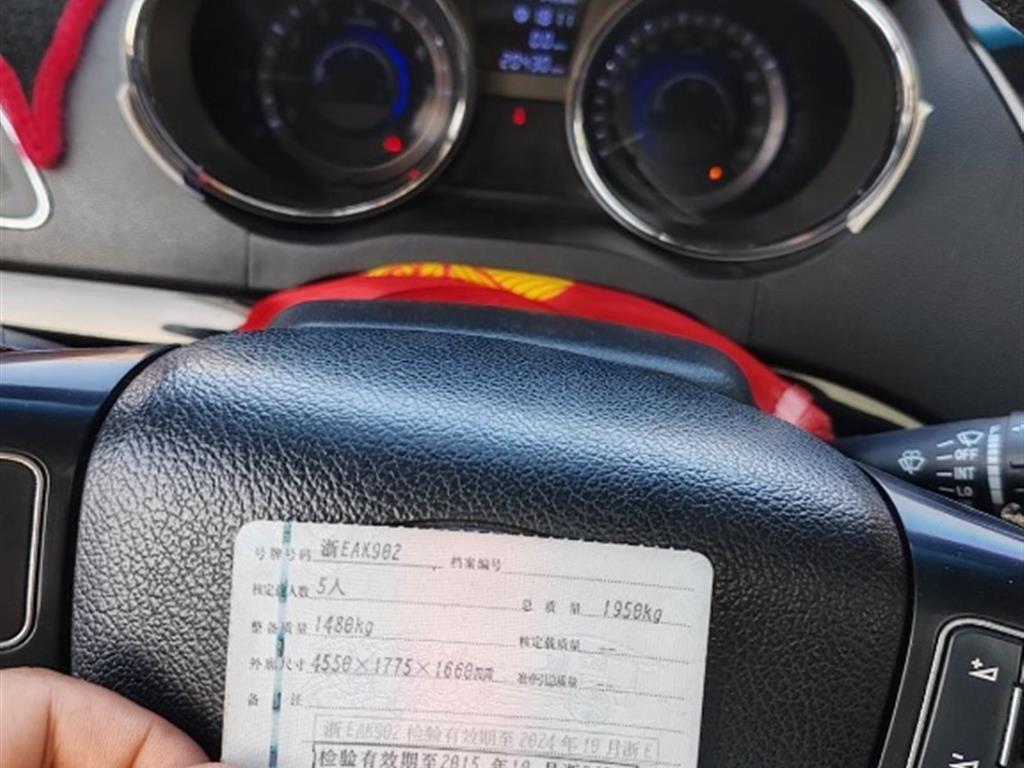 0.0
20430
OFF
INT
LO
号牌号码 浙EAK902 档案编号
核定载人数 5人 总质量 1950kg
整备质量 1480kg 核定载质量 --
外廓尺寸 4550×1775×1660 准牵引总质量 --
备注
浙EAK902 检验有效期至2024年10月浙E
检验有效期至2015年10月